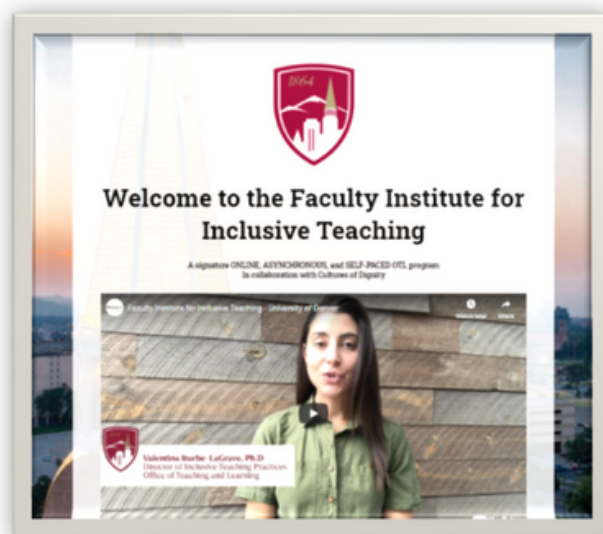 1864
Welcome to the Faculty Institute for
Inclusive Teaching
A signature ONLINE, ASYNCHRONOUS, and SELF-PACED OTL program
In collaboration with Cultures of Dignity
Faculty Institute for Inclusive Teaching - University of Denver
Watch later
Share
Valentina Iturbe-LaGrave, Ph.D
Director of Inclusive Teaching Practices
Office of Teaching and Learning